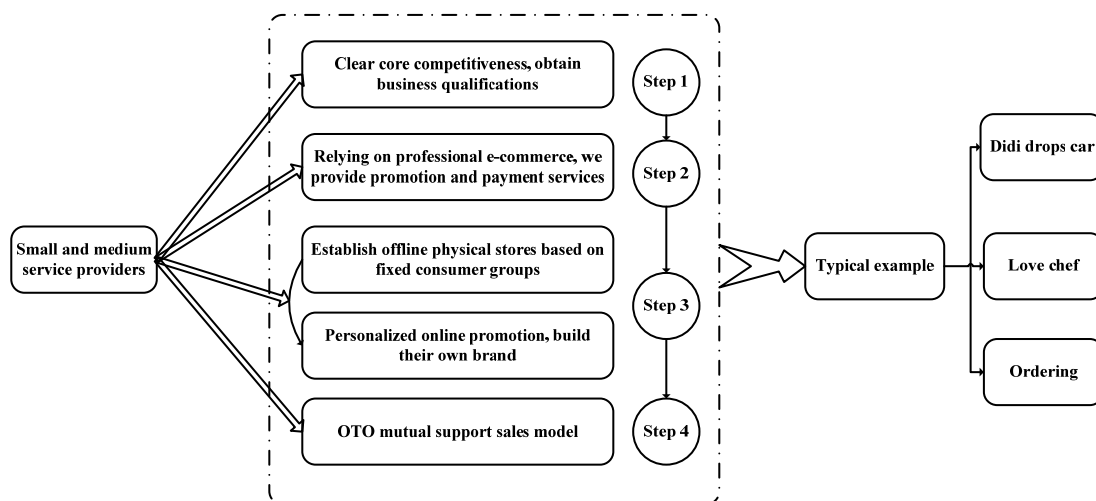 Clear core competitiveness, obtain
business qualifications
Step 1
Relying on professional e-commerce, we
provide promotion and payment services
Step 2
Small and medium
service providers
Establish offline physical stores based on
fixed consumer groups
Step 3
Personalized online promotion, build
their own brand
OTO mutual support sales model
Step 4
Typical example
Didi drops car
Love chef
Ordering